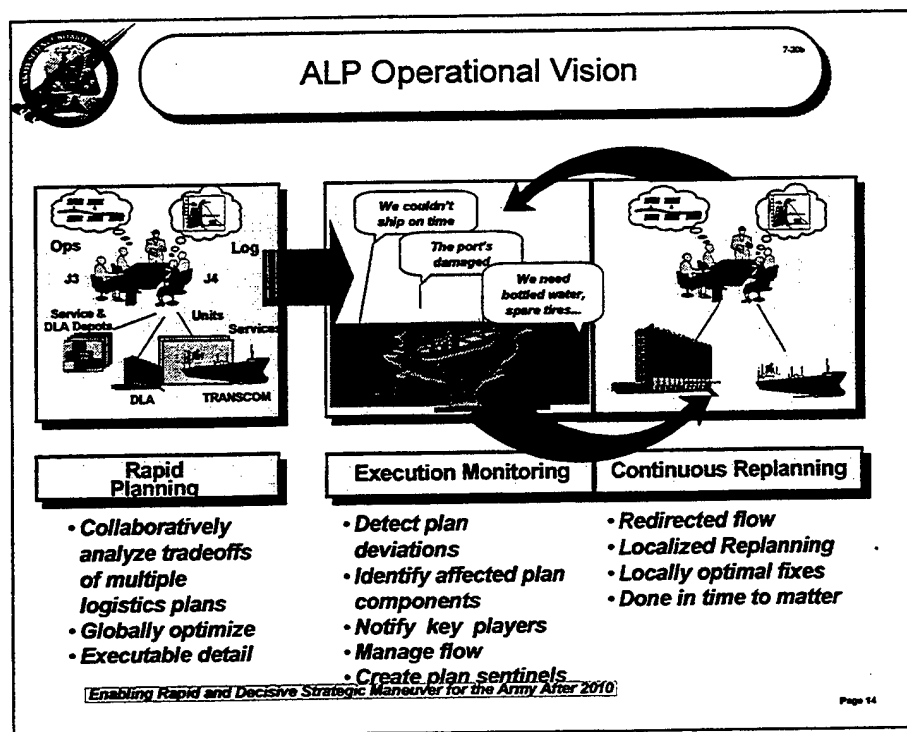 7-20b
ALP Operational Vision
Ops
Log
J3
J4
Service &
DLA Depots
Units
Services
DLA
TRANSCOM
We couldn't
ship on time
The port's
damaged
We need
bottled water,
spare tires...
Rapid
Planning
Execution Monitoring
Continuous Replanning
• Collaboratively
analyze tradeoffs
of multiple
logistics plans
• Globally optimize
• Executable detail
• Detect plan
deviations
• Identify affected plan
components
• Notify key players
• Manage flow
• Create plan sentinels
• Redirected flow
• Localized Replanning
• Locally optimal fixes
• Done in time to matter
Enabling Rapid and Decisive Strategic Maneuver for the Army After 2010
Page 14